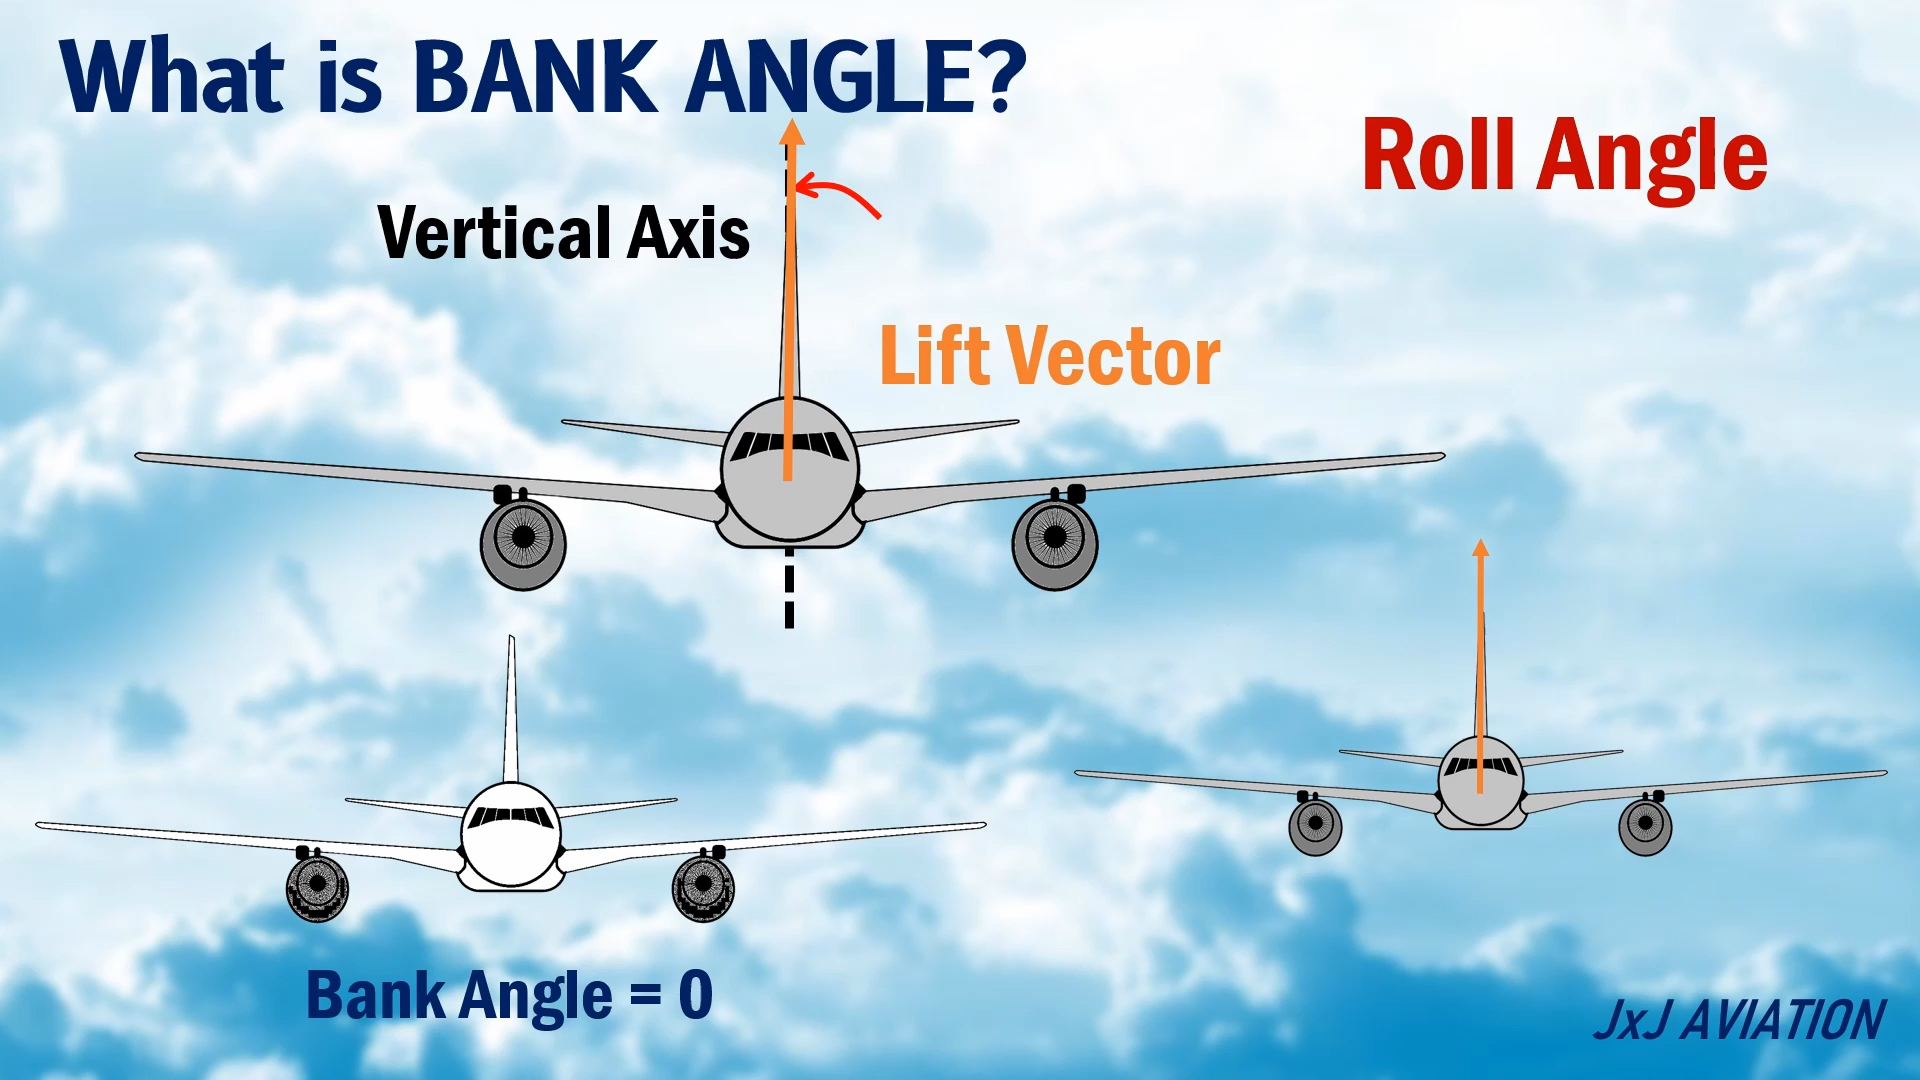 What is BANK ANGLE?
Roll Angle
Vertical Axis
Lift Vector
Bank Angle = 0
JxJ AVIATION